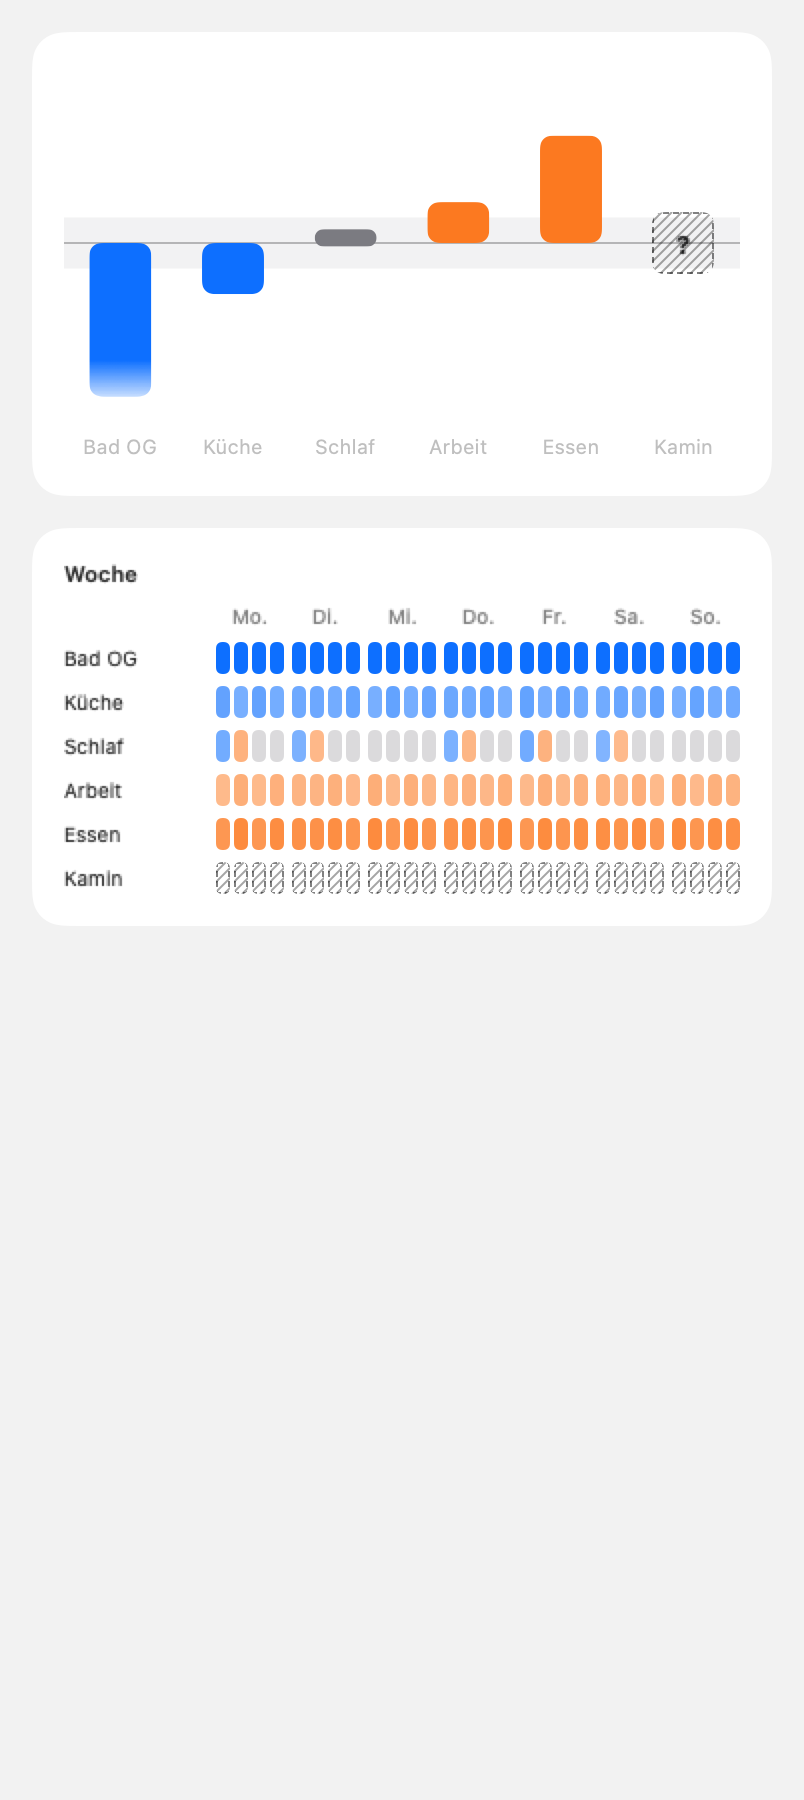 ?
Bad OG Küche Schlaf Arbeit Essen Kamin
Woche
Mo. Di. Mi. Do. Fr. Sa. So.
Bad OG
Küche
Schlaf
Arbeit
Essen
Kamin